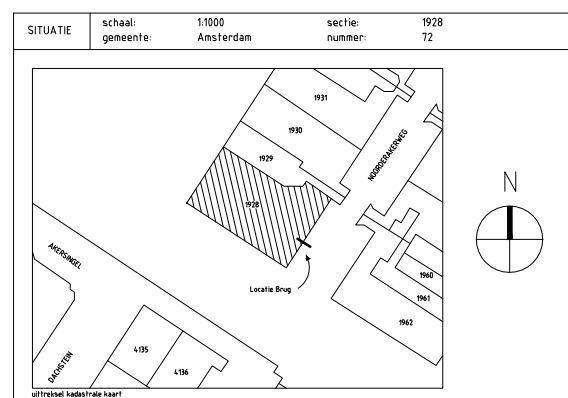 SITUATIE
schaal: 1:1000 sectie: 1928
gemeente: Amsterdam nummer: 72
1931
1930
1929
1928
NOORDERAKERWEG
N
AKERSINGEL
Locatie Brug
1960
1961
1962
4135
4136
DACHSTEIN
uittreksel kadastrale kaart